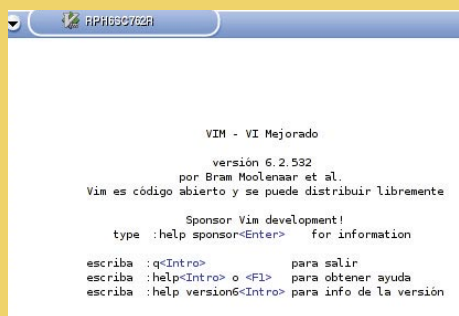 RPH6SC762R
VIM - VI Mejorado
versión 6.2.532
por Bram Moolenaar et al.
Vim es código abierto y se puede distribuir libremente
Sponsor Vim development!
type :help sponsor<Enter> for information
escriba :q<Intro> para salir
escriba :help<Intro> o <F1> para obtener ayuda
escriba :help version6<Intro> para info de la versión